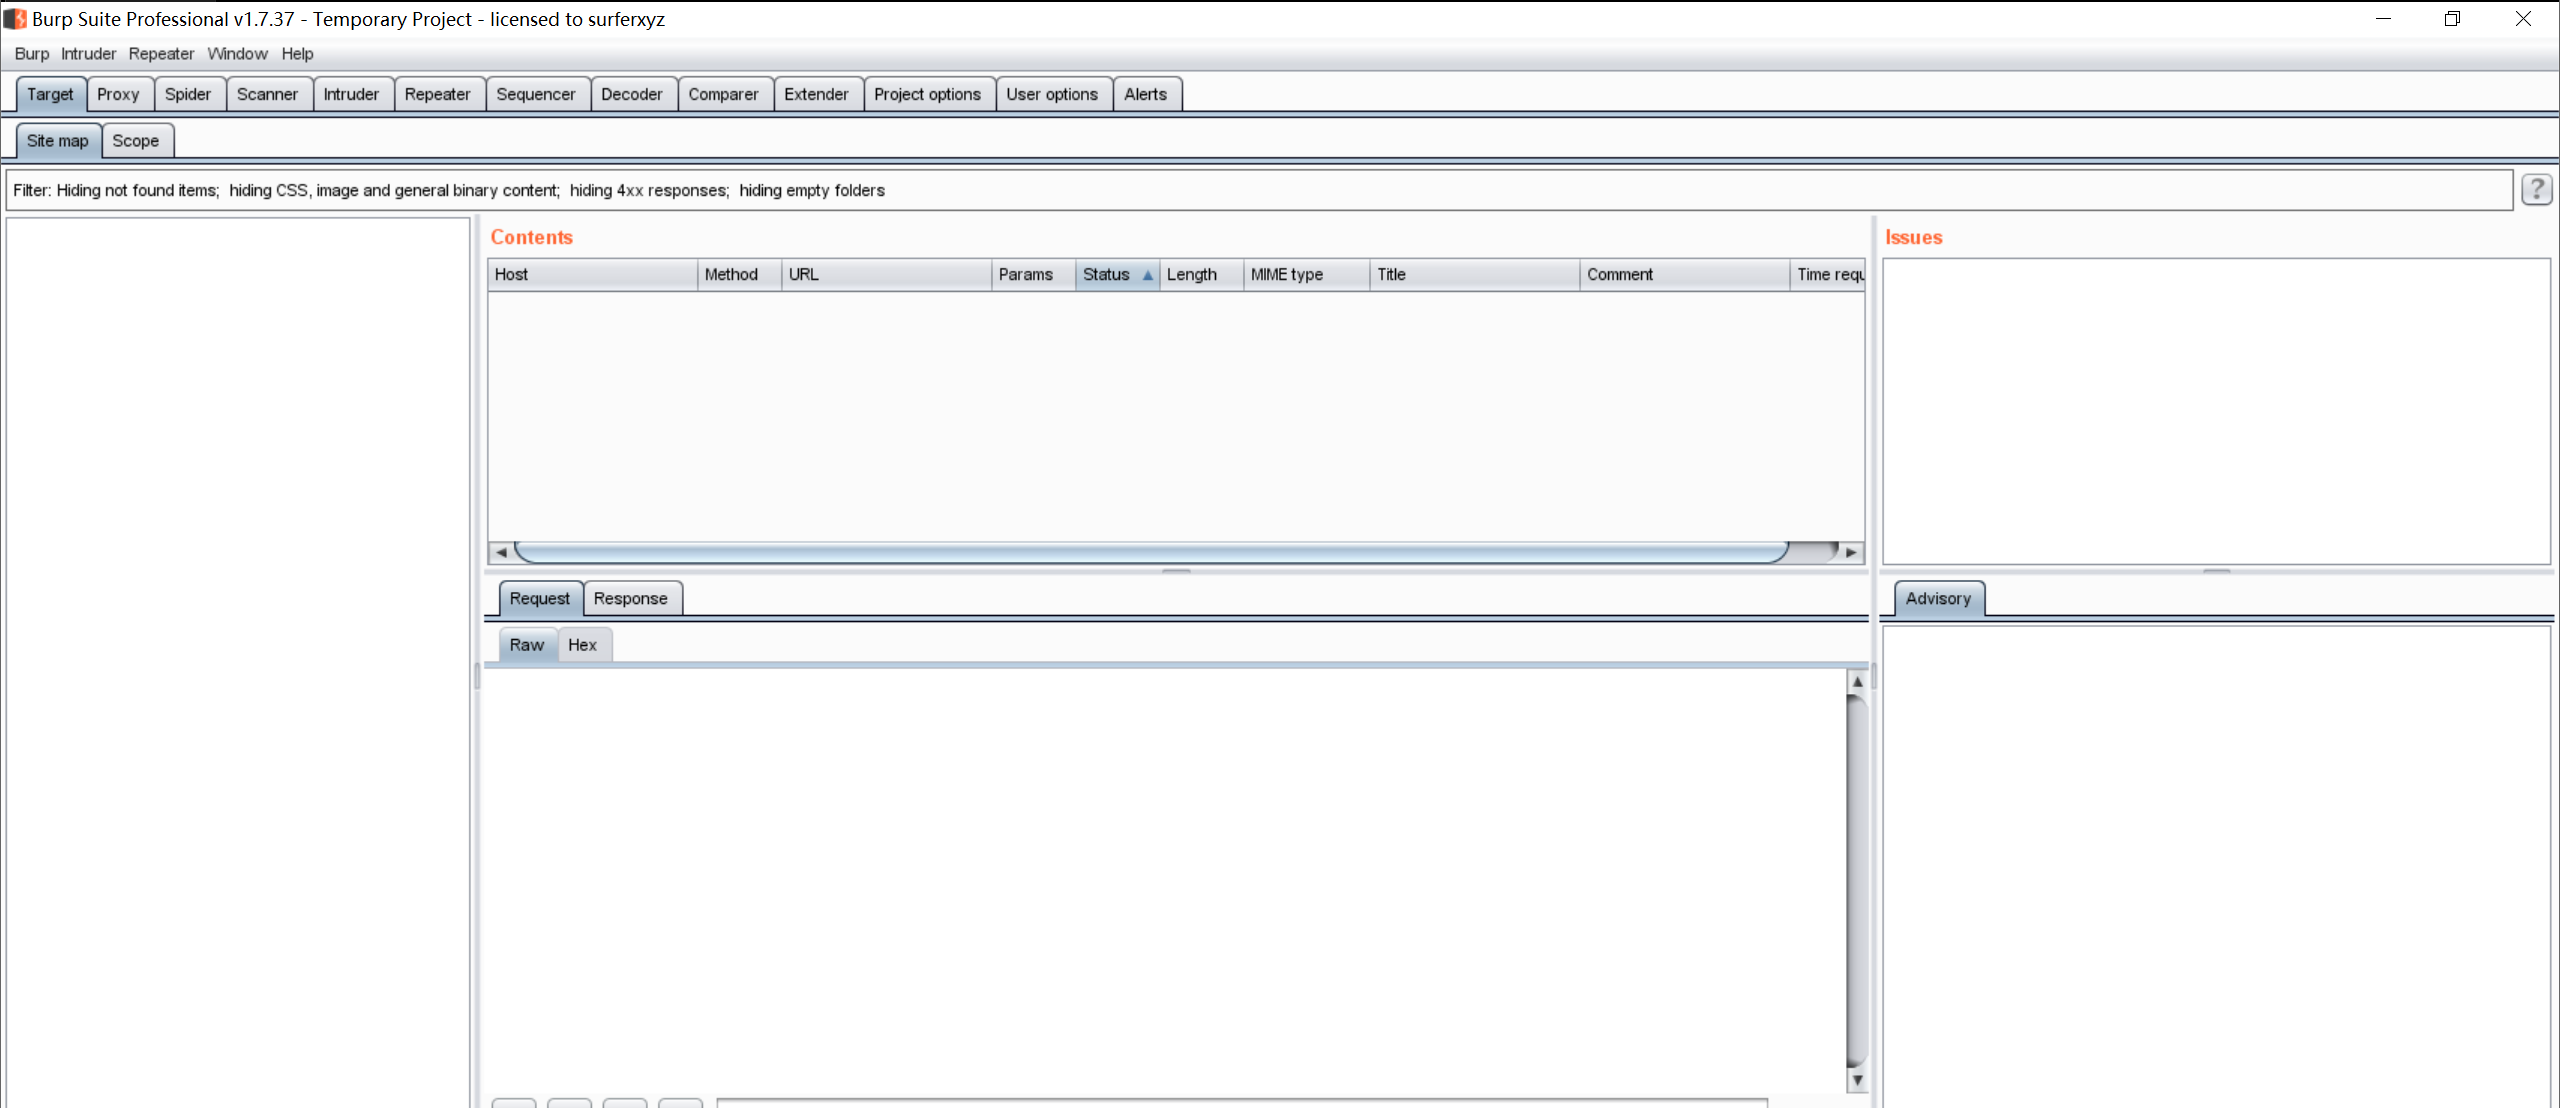 Burp Suite Professional v1.7.37 - Temporary Project - licensed to surferxyz
Burp Intruder Repeater Window Help
Target Proxy Spider Scanner Intruder Repeater Sequencer Decoder Comparer Extender Project options User options Alerts
Site map Scope
Filter: Hiding not found items; hiding CSS, image and general binary content; hiding 4xx responses; hiding empty folders
?
Contents
Host Method URL Params Status Length MIME type Title Comment Time requ
Issues
Request Response
Raw Hex
Advisory